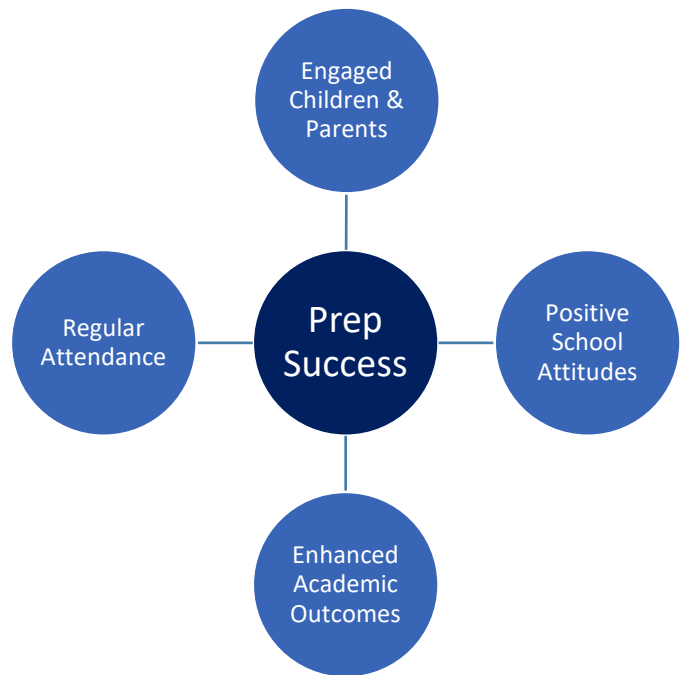 Engaged
Children &
Parents
Regular
Attendance
Prep
Success
Positive
School
Attitudes
Enhanced
Academic
Outcomes